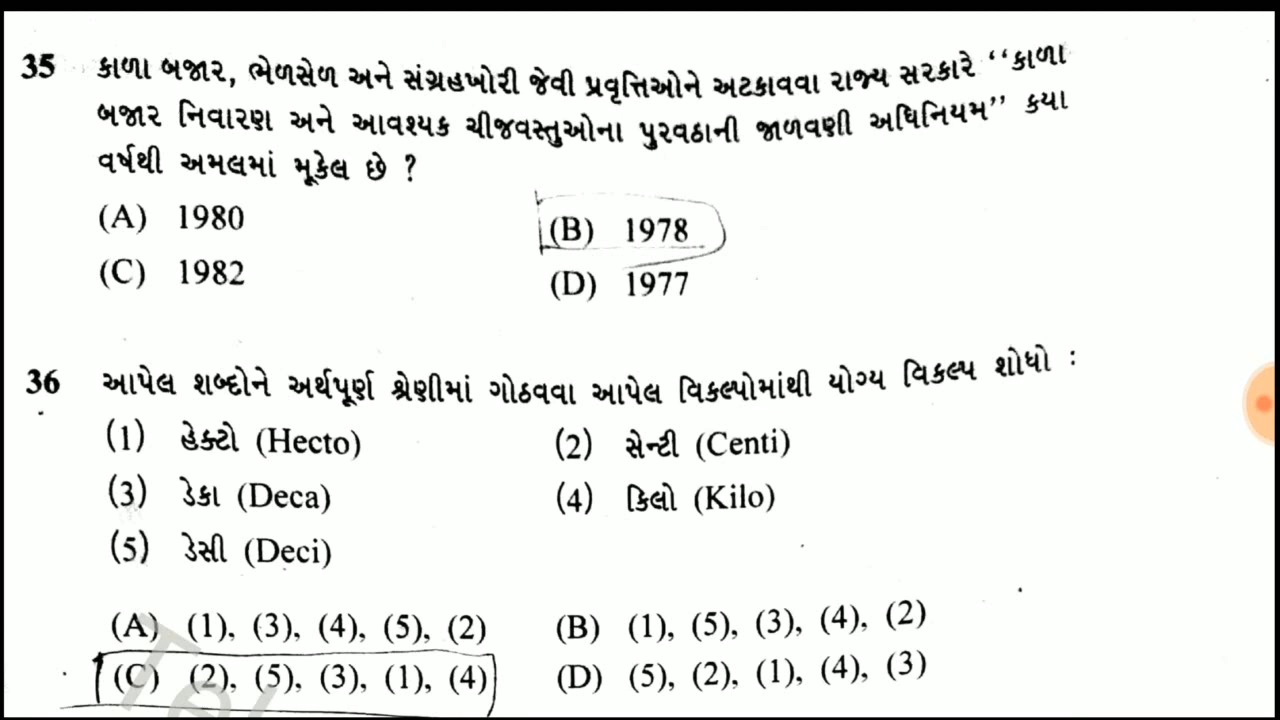 35 કાળા બજાર, ભેળસેળ અને સંગ્રહખોરી જેવી પ્રવૃત્તિઓને અટકાવવા રાજ્ય સરકારે “કાળા
બજાર નિવારણ અને આવશ્યક ચીજવસ્તુઓના પુરવઠાની જાળવણી અધિનિયમ” કયા
વર્ષથી અમલમાં મૂકેલ છે ?
(A) 1980 (B) 1978
(C) 1982 (D) 1977
36 આપેલ શબ્દોને અર્થપૂર્ણ શ્રેણીમાં ગોઠવવા આપેલ વિકલ્પોમાંથી યોગ્ય વિકલ્પ શોધો :
(1) હેક્ટો (Hecto) (2) સેન્ટી (Centi)
(3) ડેકા (Deca) (4) કિલો (Kilo)
(5) ડેસી (Deci)
(A) (1), (3), (4), (5), (2) (B) (1), (5), (3), (4), (2)
(C) (2), (5), (3), (1), (4) (D) (5), (2), (1), (4), (3)